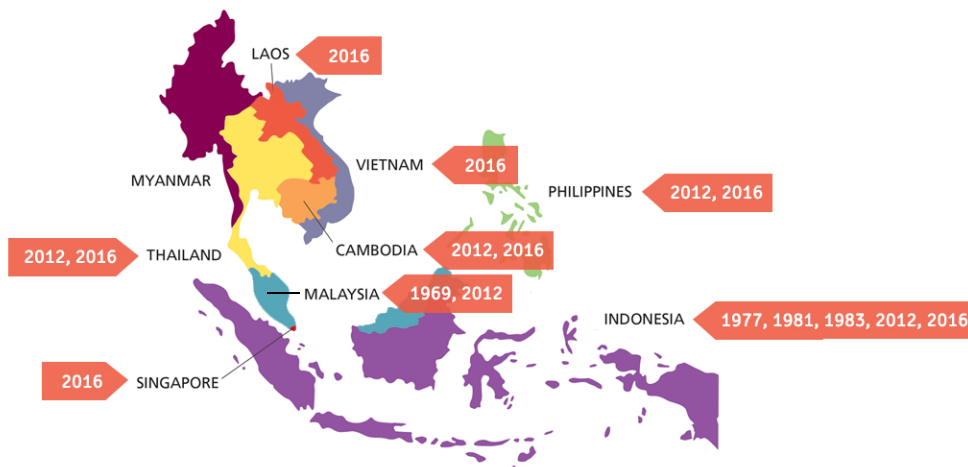 LAOS 2016
VIETNAM 2016
MYANMAR
PHILIPPINES 2012, 2016
2012, 2016 THAILAND
CAMBODIA 2012, 2016
MALAYSIA 1969, 2012
INDONESIA 1977, 1981, 1983, 2012, 2016
2016 SINGAPORE